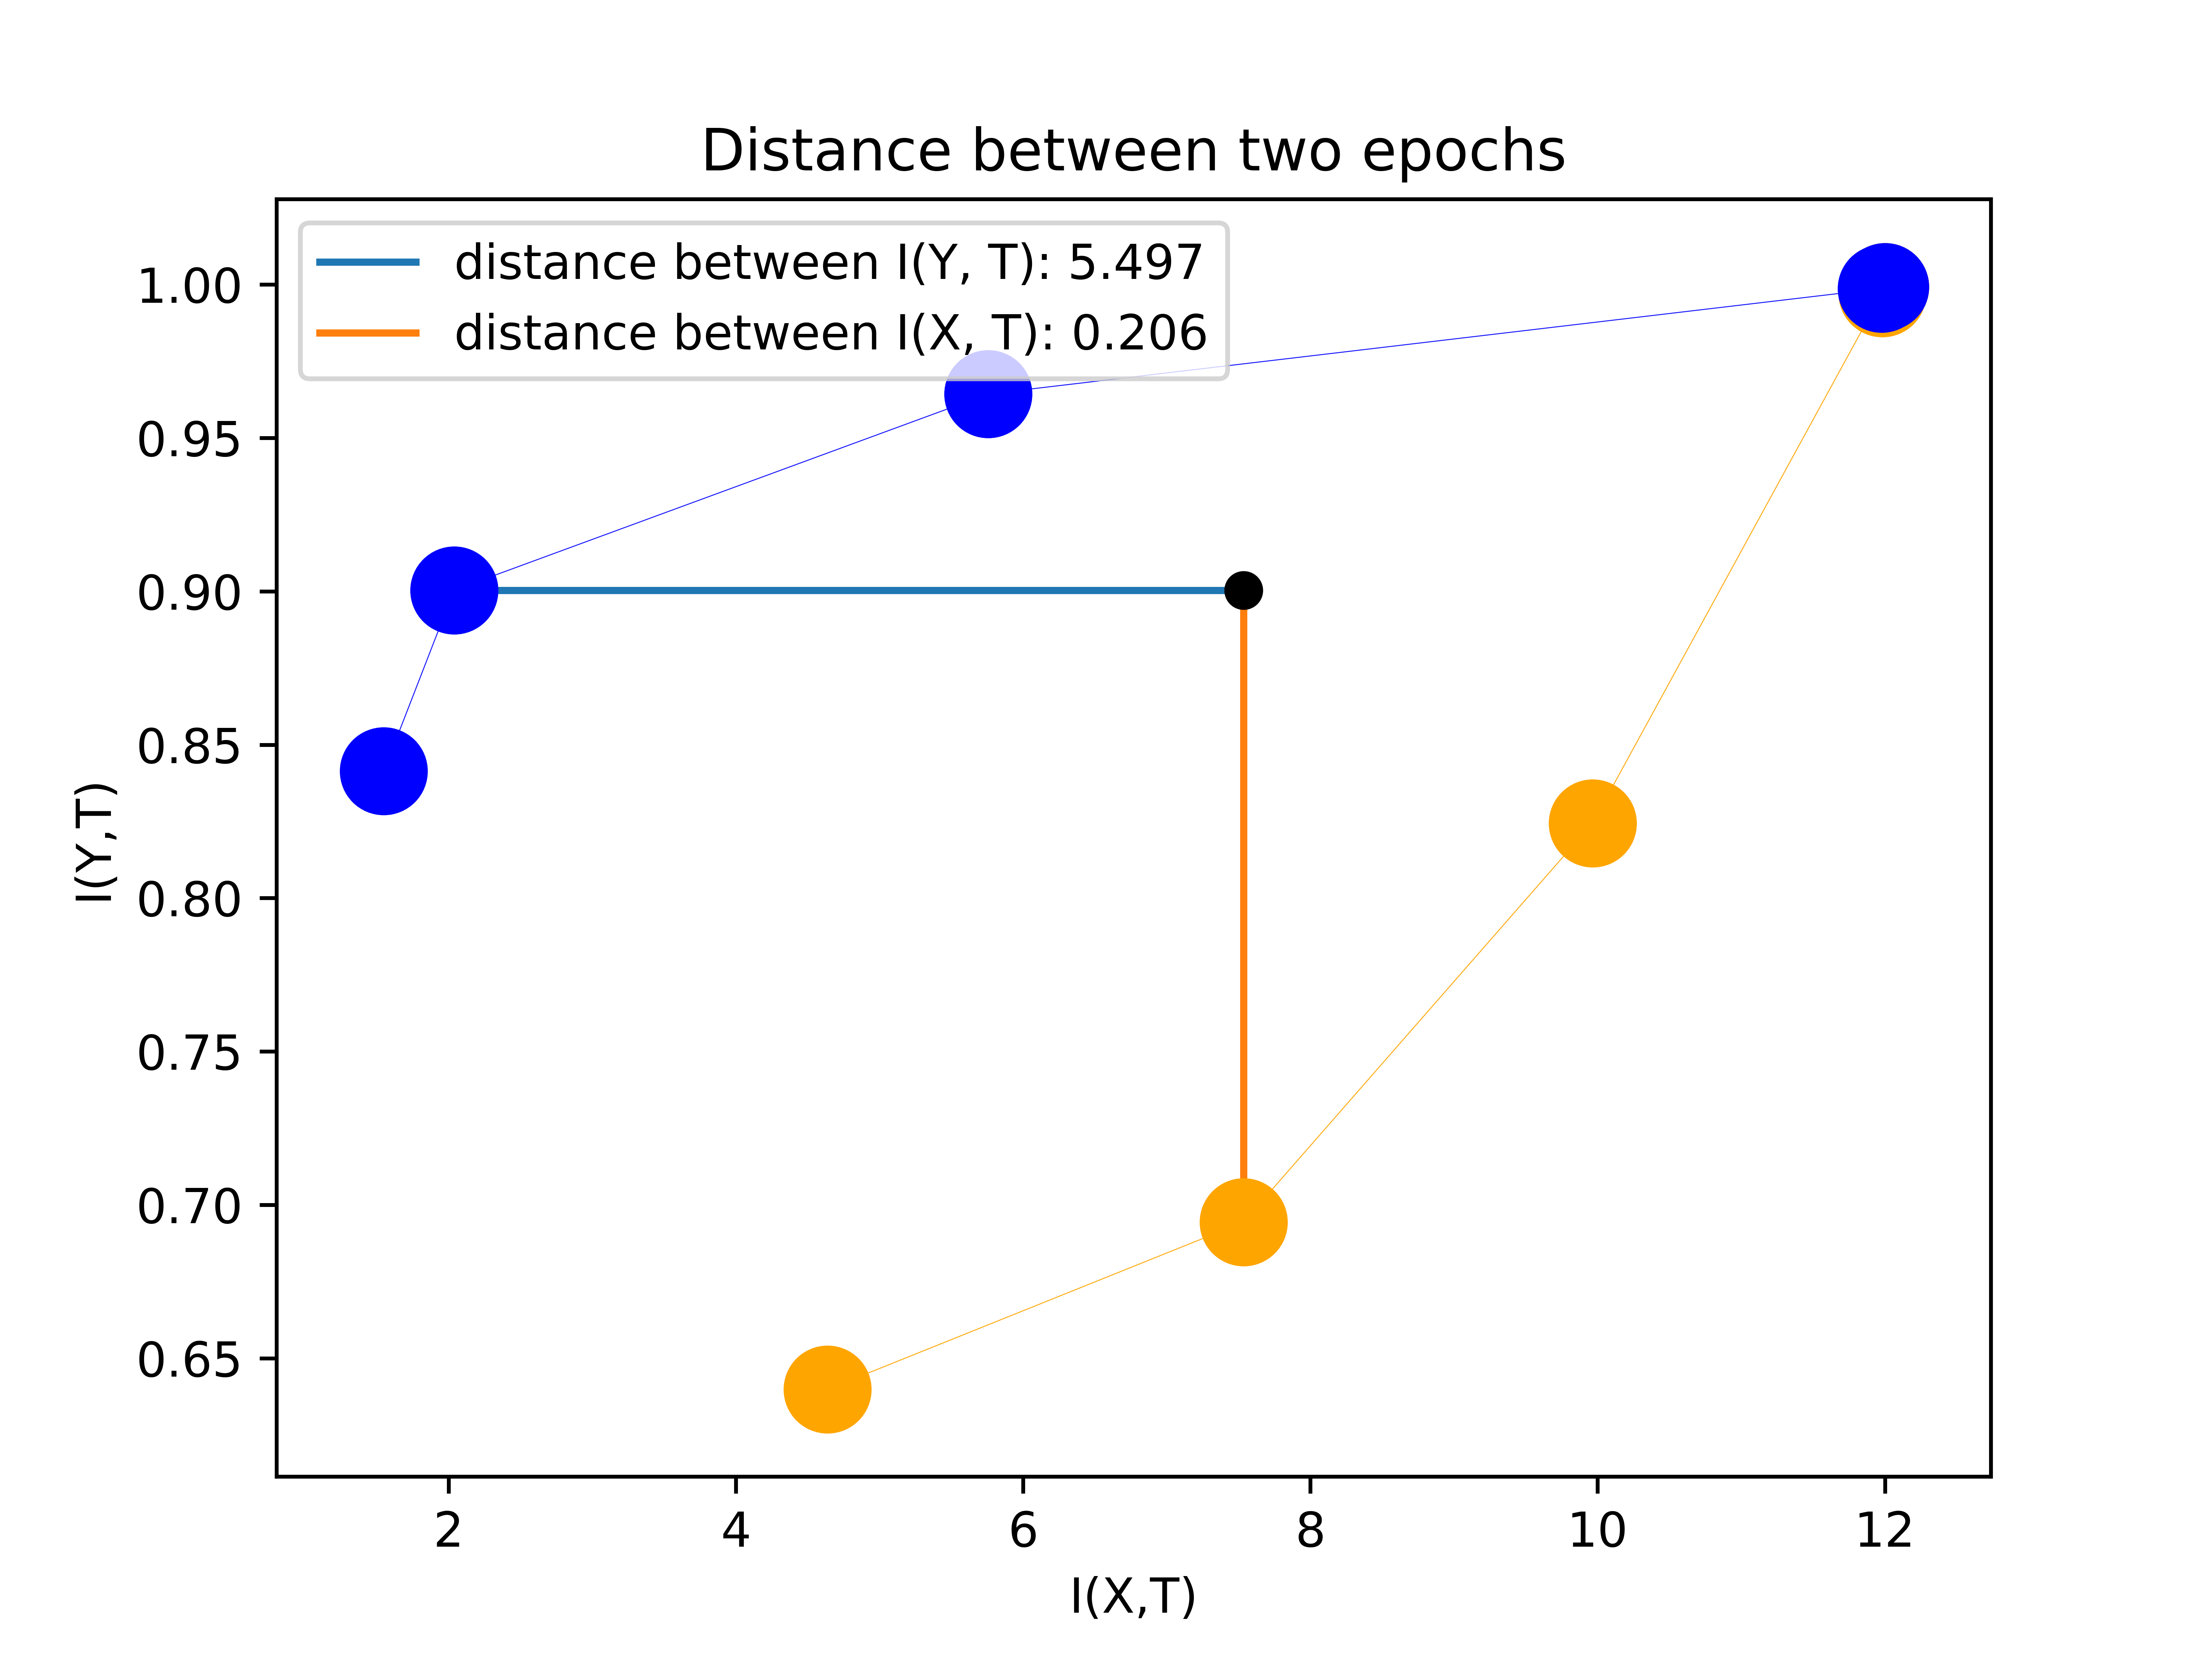 Distance between two epochs
distance between I(Y, T): 5.497
distance between I(X, T): 0.206
1.00
0.95
0.90
0.85
0.80
0.75
0.70
0.65
I(Y,T)
2 4 6 8 10 12
I(X,T)